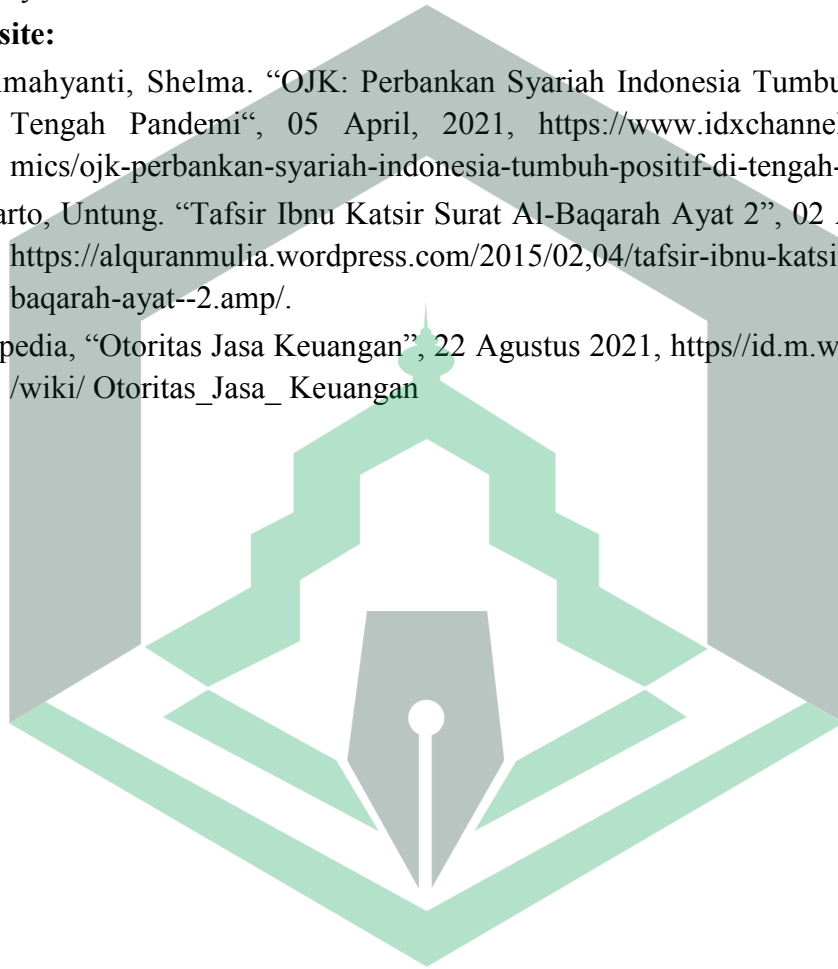 site:
mahyanti, Shelma. “OJK: Perbankan Syariah Indonesia Tumbu
Tengah Pandemi“, 05 April, 2021, https://www.idxchannel
mics/ojk-perbankan-syariah-indonesia-tumbuh-positif-di-tengah-
arto, Untung. “Tafsir Ibnu Katsir Surat Al-Baqarah Ayat 2”, 02
https://alquranmulia.wordpress.com/2015/02,04/tafsir-ibnu-katsi
baqarah-ayat--2.amp/.
pedia, “Otoritas Jasa Keuangan”, 22 Agustus 2021, https//id.m.w
/wiki/ Otoritas_Jasa_ Keuangan